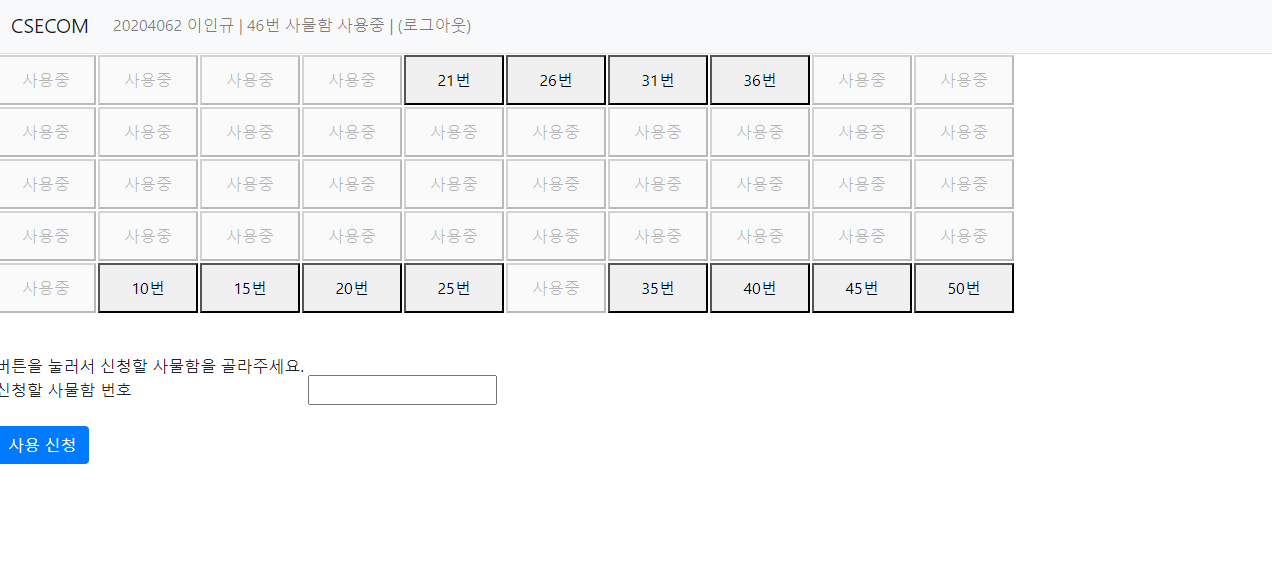 CSECOM 20204062 이인규 | 46번 사물함 사용중 | (로그아웃)
사용중 사용중 사용중 사용중 21번 26번 31번 36번 사용중 사용중
사용중 사용중 사용중 사용중 사용중 사용중 사용중 사용중 사용중 사용중
사용중 사용중 사용중 사용중 사용중 사용중 사용중 사용중 사용중 사용중
사용중 사용중 사용중 사용중 사용중 사용중 사용중 사용중 사용중 사용중
사용중 10번 15번 20번 25번 사용중 35번 40번 45번 50번
버튼을 눌러서 신청할 사물함을 골라주세요.
신청할 사물함 번호
사용 신청